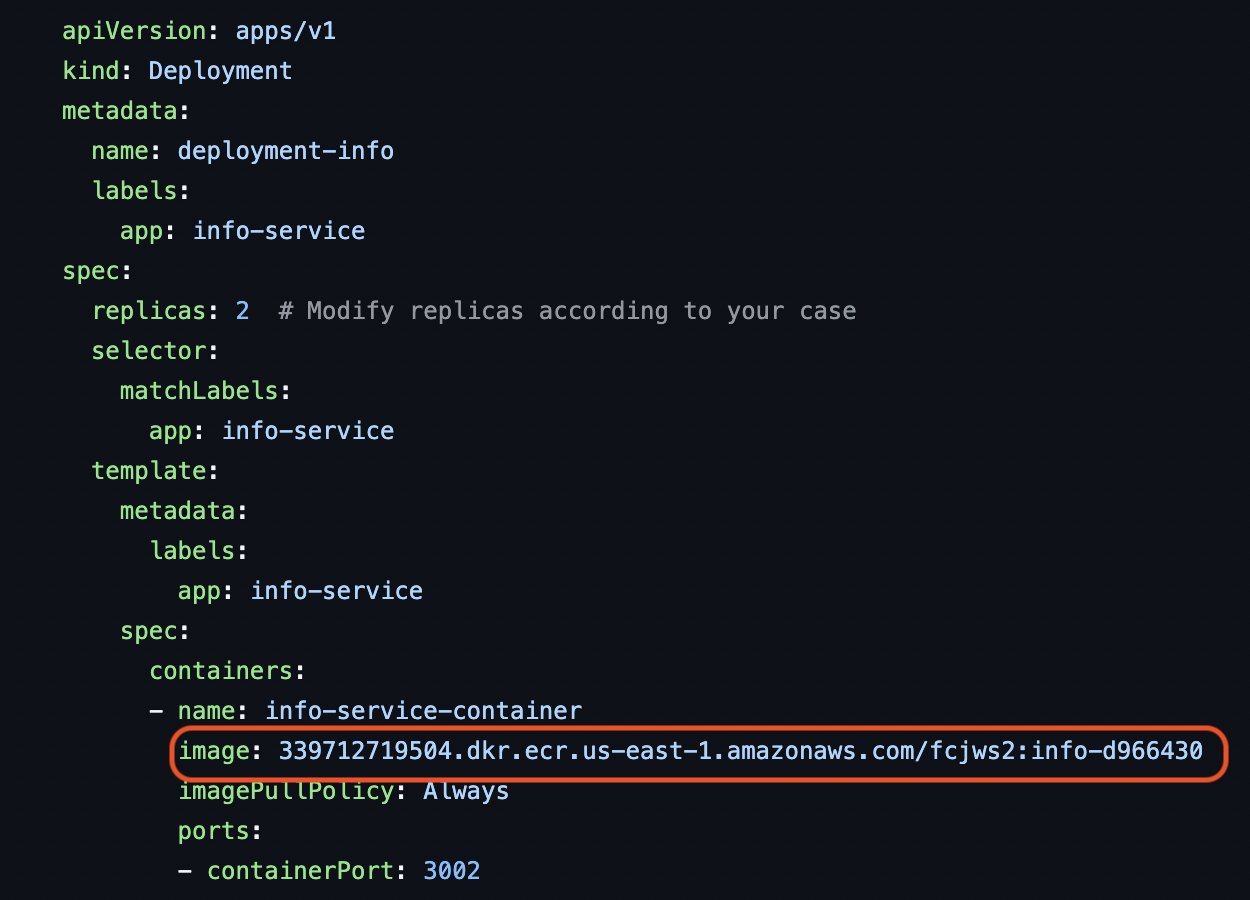 apiVersion: apps/v1
kind: Deployment
metadata:
  name: deployment-info
  labels:
    app: info-service
spec:
  replicas: 2  # Modify replicas according to your case
  selector:
    matchLabels:
      app: info-service
  template:
    metadata:
      labels:
        app: info-service
    spec:
      containers:
      - name: info-service-container
        image: 339712719504.dkr.ecr.us-east-1.amazonaws.com/fcjws2:info-d966430
        imagePullPolicy: Always
        ports:
        - containerPort: 3002